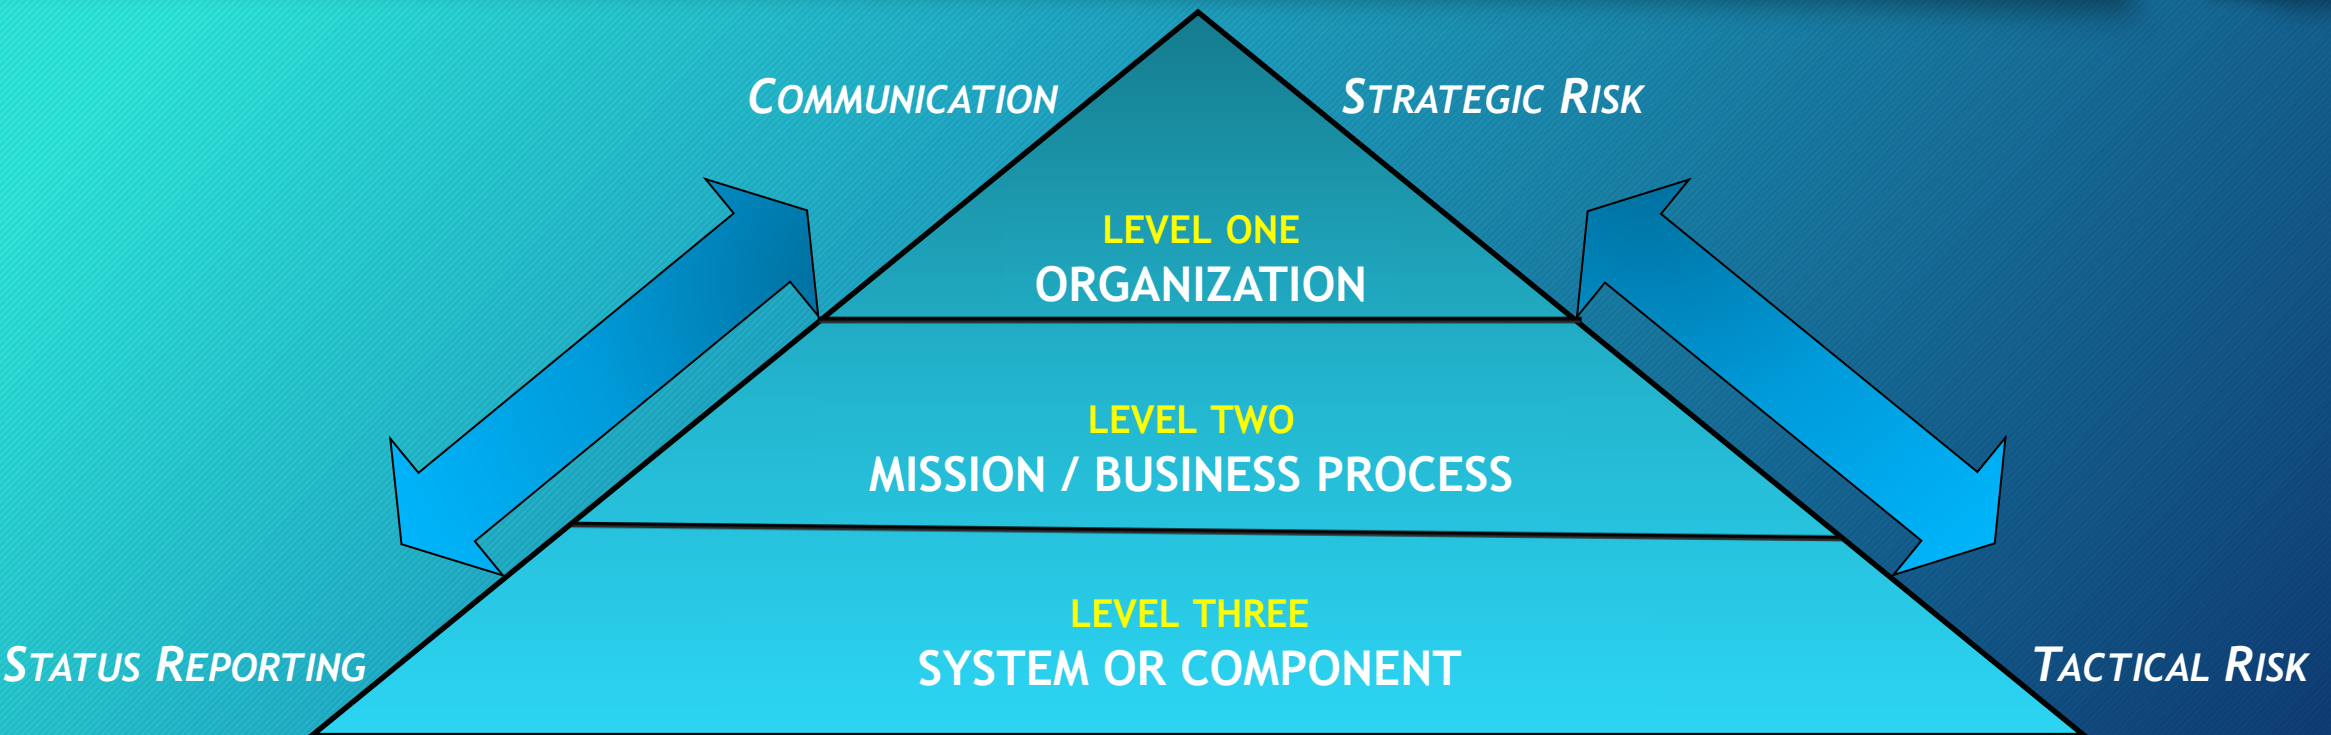 Communication
Strategic Risk
LEVEL ONE
ORGANIZATION
LEVEL TWO
MISSION / BUSINESS PROCESS
LEVEL THREE
SYSTEM OR COMPONENT
Status Reporting
Tactical Risk